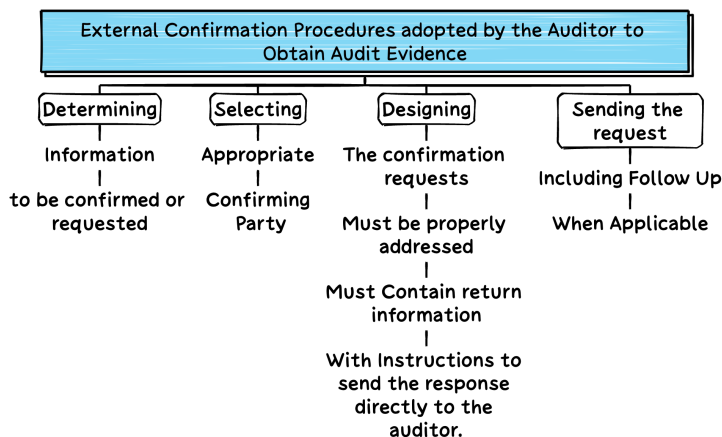 External Confirmation Procedures adopted by the Auditor to
Obtain Audit Evidence
Determining
Information
to be confirmed or
requested
Selecting
Appropriate
Confirming
Party
Designing
The confirmation
requests
Must be properly
addressed
Must Contain return
information
With Instructions to
send the response
directly to the
auditor.
Sending the
request
Including Follow Up
When Applicable